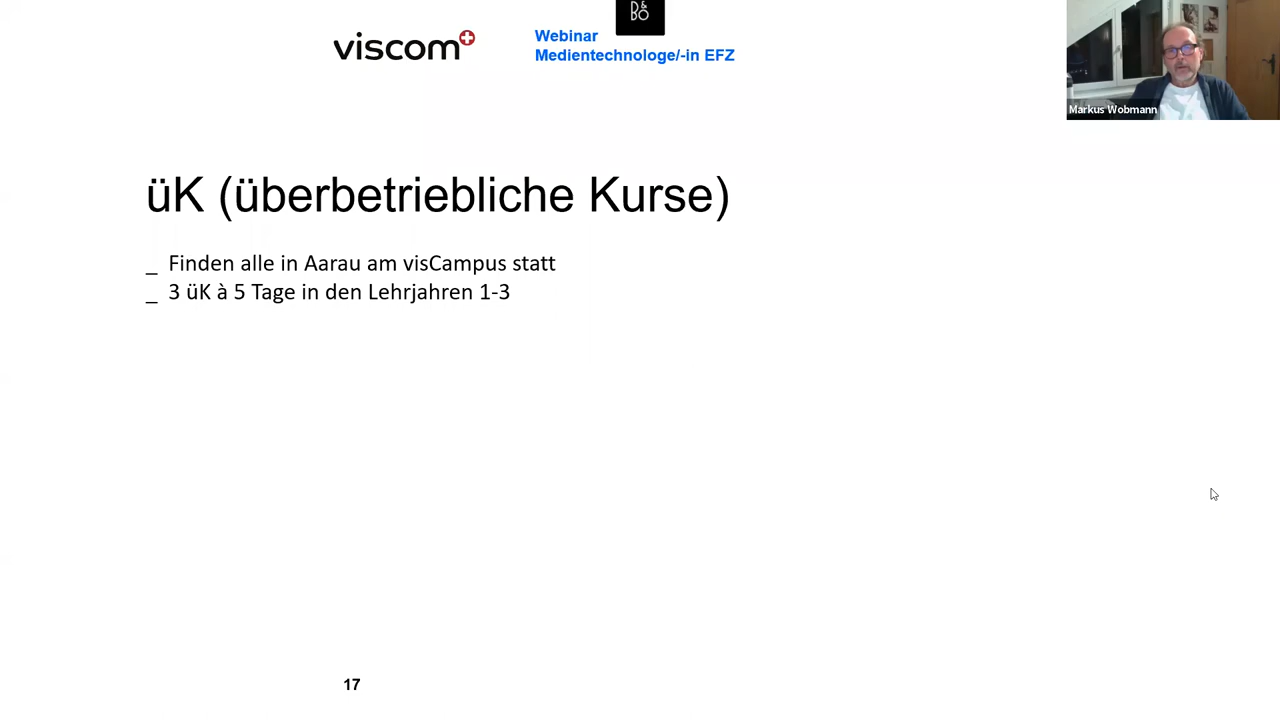 B&O
viscom
Webinar
Medientechnologe/-in EFZ
Markus Wobmann
üK (überbetriebliche Kurse)
_ Finden alle in Aarau am visCampus statt
_ 3 üK à 5 Tage in den Lehrjahren 1-3
17